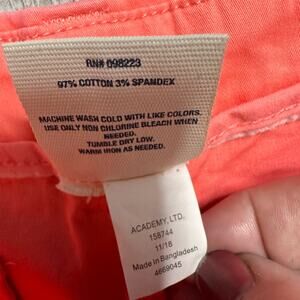 RN# 098223
97% COTTON 3% SPANDEX
MACHINE WASH COLD WITH LIKE COLORS.
USE ONLY NON CHLORINE BLEACH WHEN
NEEDED.
TUMBLE DRY LOW.
WARM IRON AS NEEDED.
ACADEMY, LTD.
158744
11/18
Made in Bangladesh
4669045